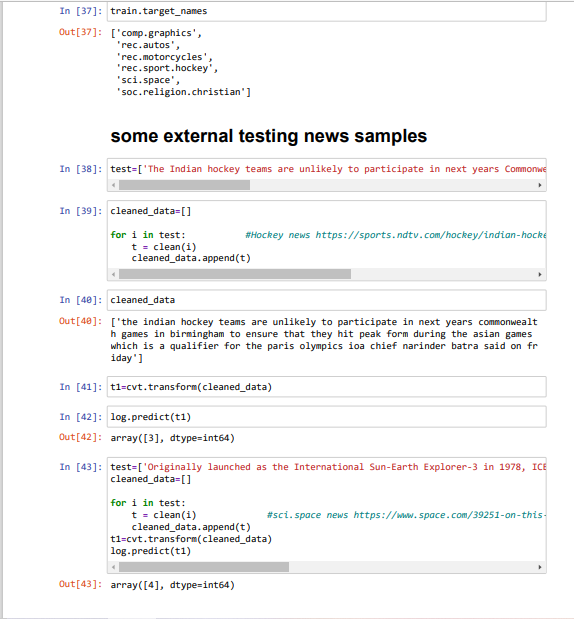 In [37]: train.target_names
Out[37]: ['comp.graphics',
'rec.autos',
'rec.motorcycles',
'rec.sport.hockey',
'sci.space',
'soc.religion.christian']
some external testing news samples
In [38]: test=['The Indian hockey teams are unlikely to participate in next years Commonwe
In [39]: cleaned_data=[]
for i in test: #Hockey news https://sports.ndtv.com/hockey/indian-hocke
t = clean(i)
cleaned_data.append(t)
In [40]: cleaned_data
Out[40]: ['the indian hockey teams are unlikely to participate in next years commonwealt
h games in birmingham to ensure that they hit peak form during the asian games
which is a qualifier for the paris olympics ioa chief narinder batra said on fr
iday']
In [41]: t1=cvt.transform(cleaned_data)
In [42]: log.predict(t1)
Out[42]: array([3], dtype=int64)
In [43]: test=['Originally launched as the International Sun-Earth Explorer-3 in 1978, ICE
cleaned_data=[]
for i in test:
t = clean(i) #sci.space news https://www.space.com/39251-on-this-
cleaned_data.append(t)
t1=cvt.transform(cleaned_data)
log.predict(t1)
Out[43]: array([4], dtype=int64)